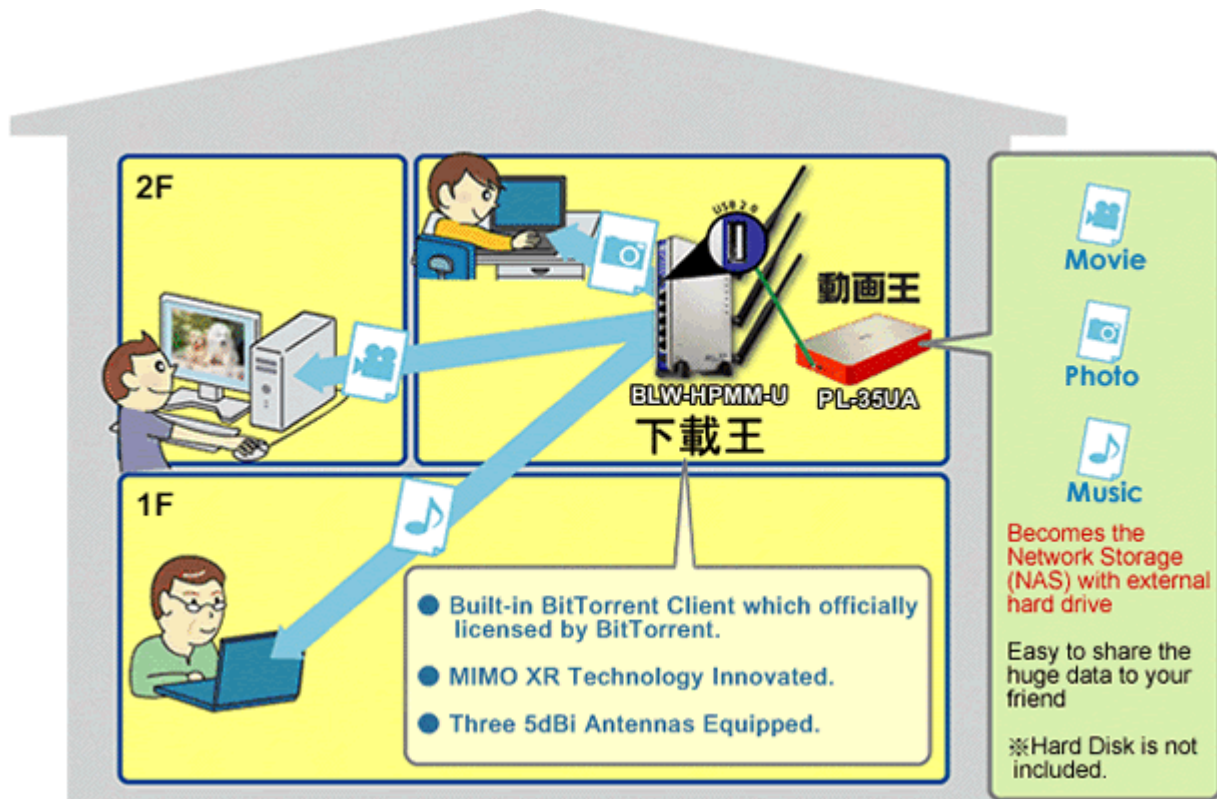 2F
USB 2.0
動画王
BLW-HPMM-U
PL-35UA
下載王
1F
● Built-in BitTorrent Client which officially
licensed by BitTorrent.
● MIMO XR Technology Innovated.
● Three 5dBi Antennas Equipped.
Movie
Photo
Music
Becomes the
Network Storage
(NAS) with external
hard drive
Easy to share the
huge data to your
friend
※Hard Disk is not
included.